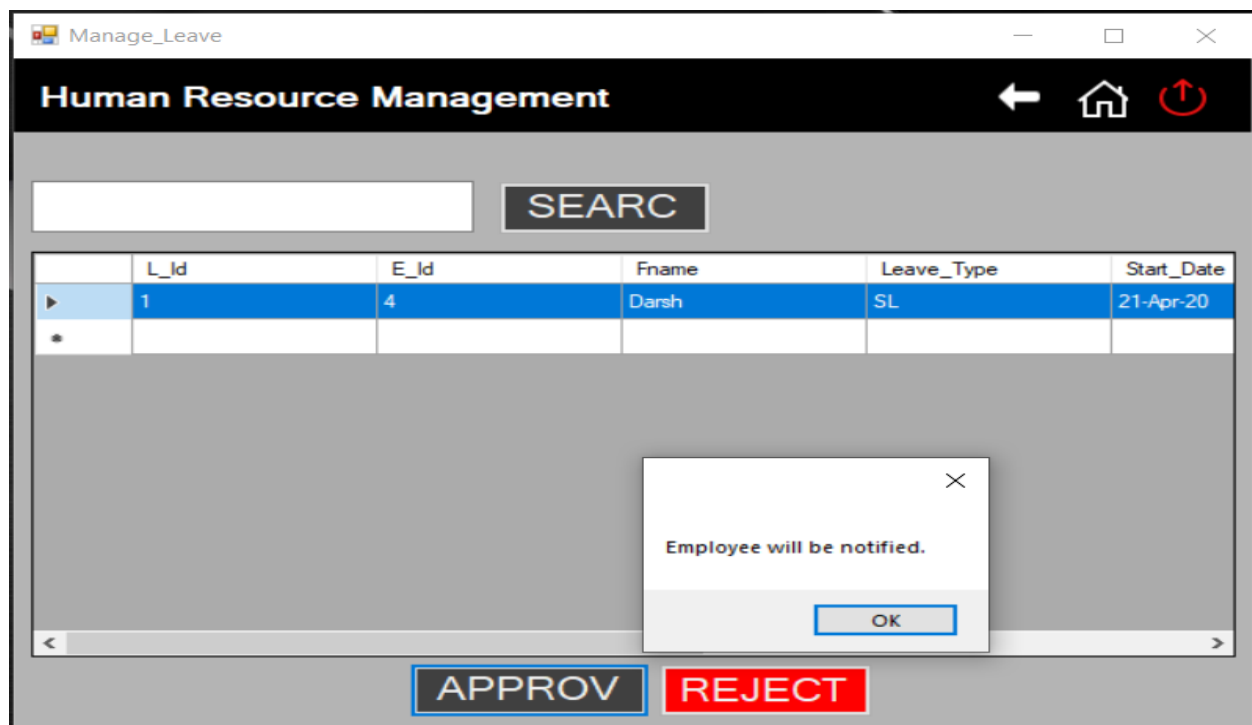 Manage_Leave
Human Resource Management
SEARC
L_Id E_Id Fname Leave_Type Start_Date
1 4 Darsh SL 21-Apr-20
Employee will be notified.
OK
APPROV REJECT